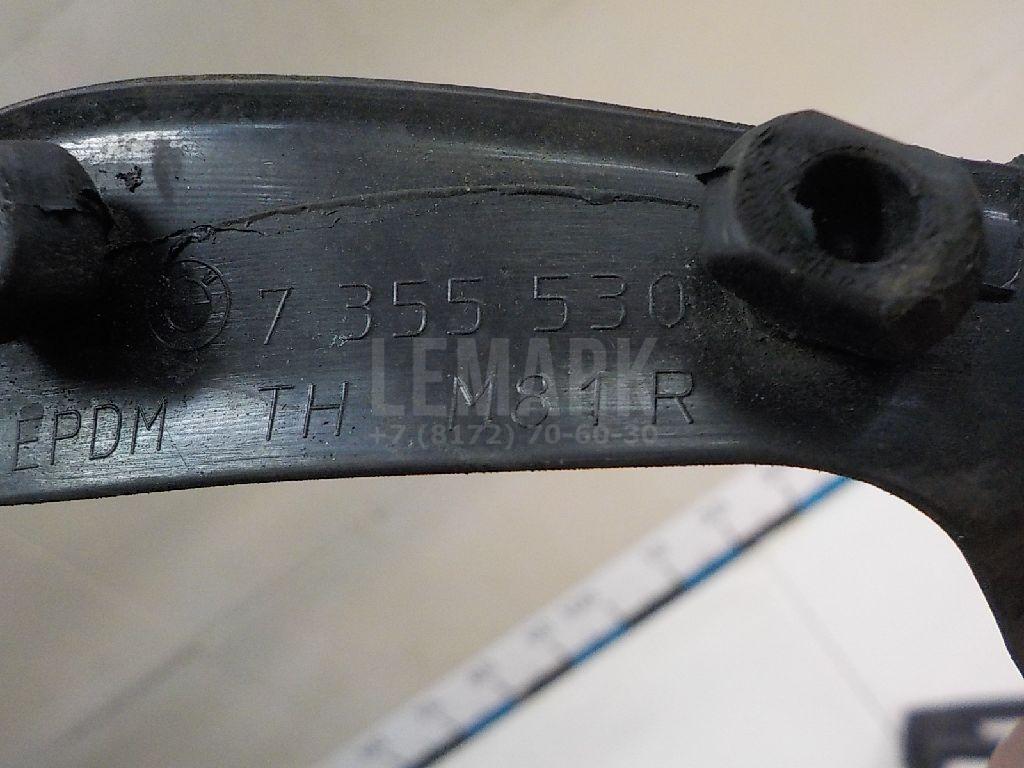 7 355 530
EPDM TH M81R
LEMARK
+7 (8172) 70-60-30